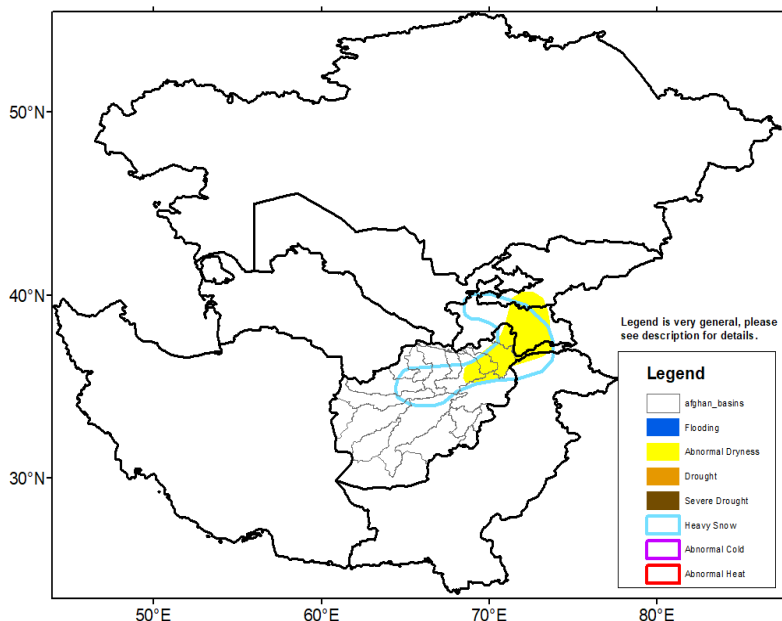 50°N
40°N
30°N
50°E
60°E
70°E
80°E
Legend is very general, please
see description for details.
Legend
afghan_basins
Flooding
Abnormal Dryness
Drought
Severe Drought
Heavy Snow
Abnormal Cold
Abnormal Heat